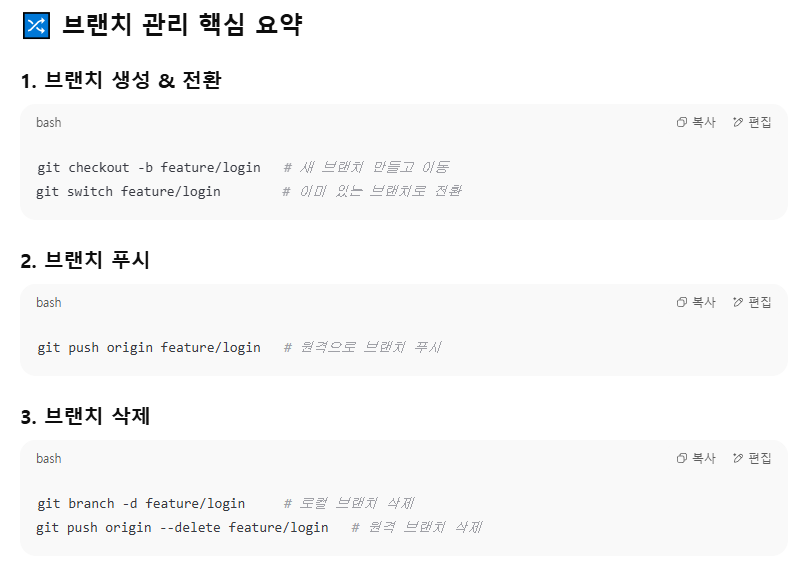 🔀 브랜치 관리 핵심 요약
1. 브랜치 생성 & 전환
bash
복사 편집
git checkout -b feature/login # 새 브랜치 만들고 이동
git switch feature/login # 이미 있는 브랜치로 전환
2. 브랜치 푸시
bash
복사 편집
git push origin feature/login # 원격으로 브랜치 푸시
3. 브랜치 삭제
bash
복사 편집
git branch -d feature/login # 로컬 브랜치 삭제
git push origin --delete feature/login # 원격 브랜치 삭제